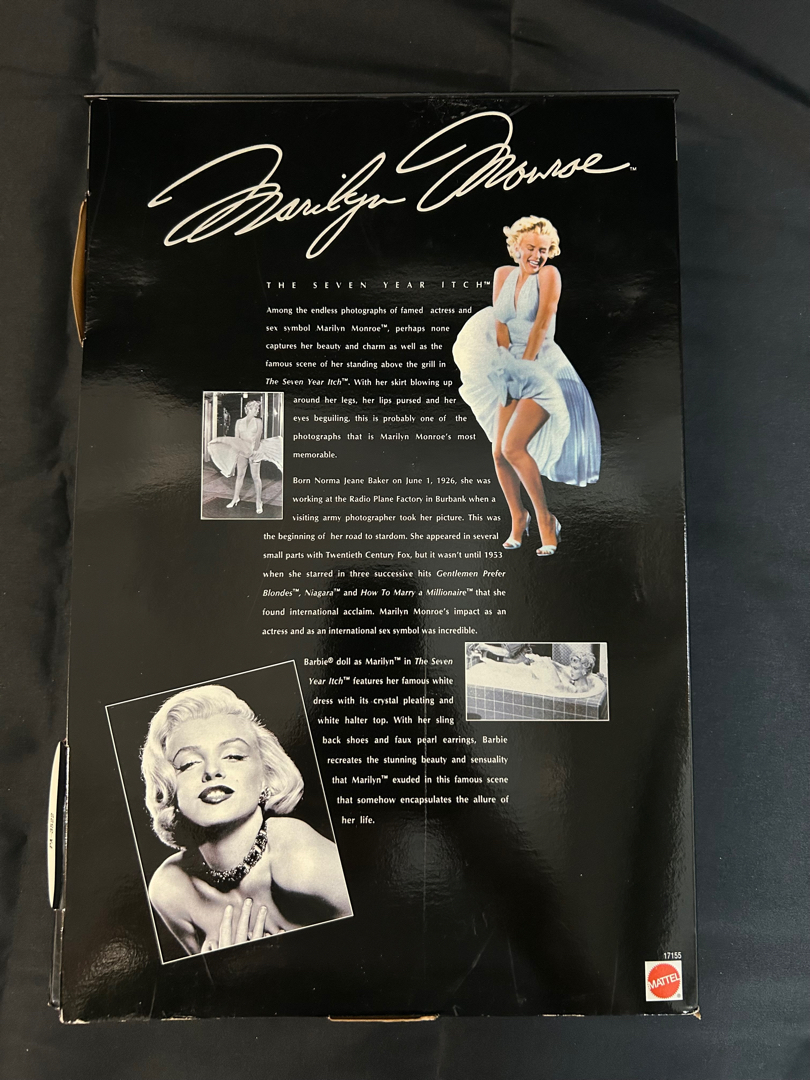 Marilyn Monroe™
THE SEVEN YEAR ITCH™
Among the endless photographs of famed actress and
sex symbol Marilyn Monroe™, perhaps none
captures her beauty and charm as well as the
famous scene of her standing above the grill in
The Seven Year Itch™. With her skirt blowing up
around her legs, her lips pursed and her
eyes beguiling, this is probably one of the
photographs that is Marilyn Monroe's most
memorable.
Born Norma Jeane Baker on June 1, 1926, she was
working at the Radio Plane Factory in Burbank when a
visiting army photographer took her picture. This was
the beginning of her road to stardom. She appeared in several
small parts with Twentieth Century Fox, but it wasn't until 1953
when she starred in three successive hits Gentlemen Prefer
Blondes™, Niagara™ and How To Marry a Millionaire™ that she
found international acclaim. Marilyn Monroe's impact as an
actress and as an international sex symbol was incredible.
Barbie® doll as Marilyn™ in The Seven
Year Itch™ features her famous white
dress with its crystal pleating and
white halter top. With her sling
back shoes and faux pearl earrings, Barbie
recreates the stunning beauty and sensuality
that Marilyn™ exuded in this famous scene
that somehow encapsulates the allure of
her life.
17155
MATTEL
®